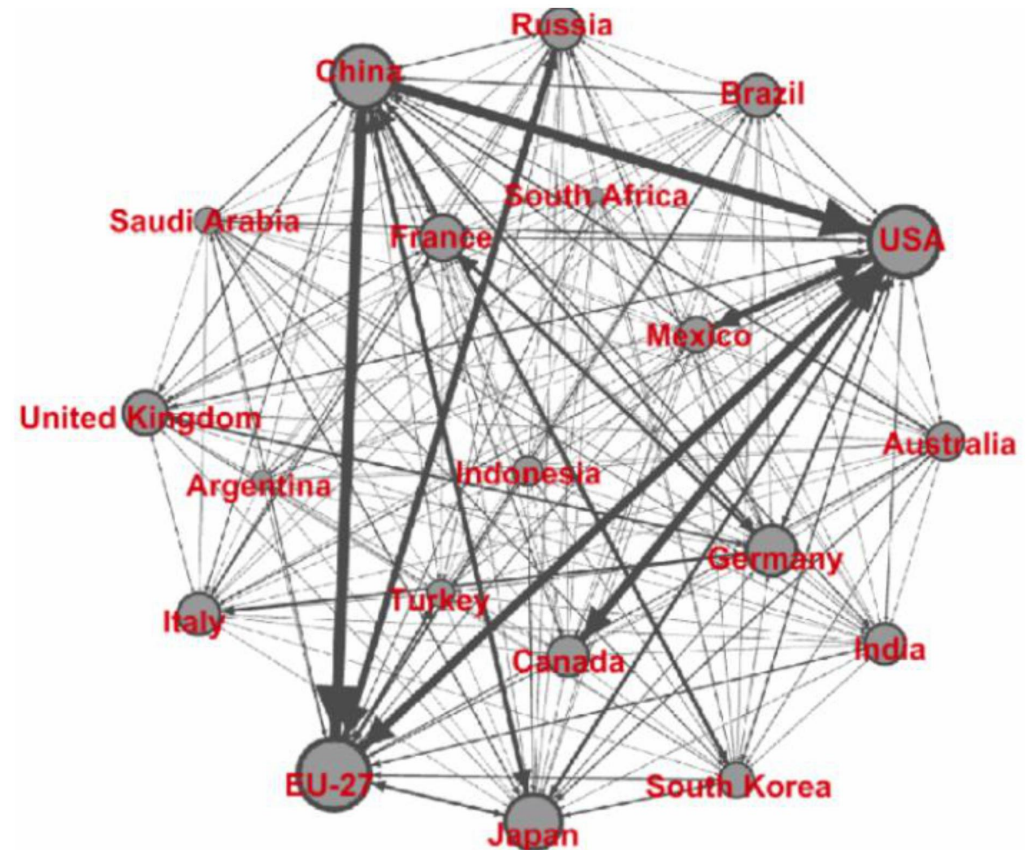 Russia
China
Brazil
South Africa
Saudi Arabia
France
USA
Mexico
United Kingdom
Australia
Indonesia
Argentina
Germany
Turkey
Italy
India
Canada
EU-27
South Korea
Japan